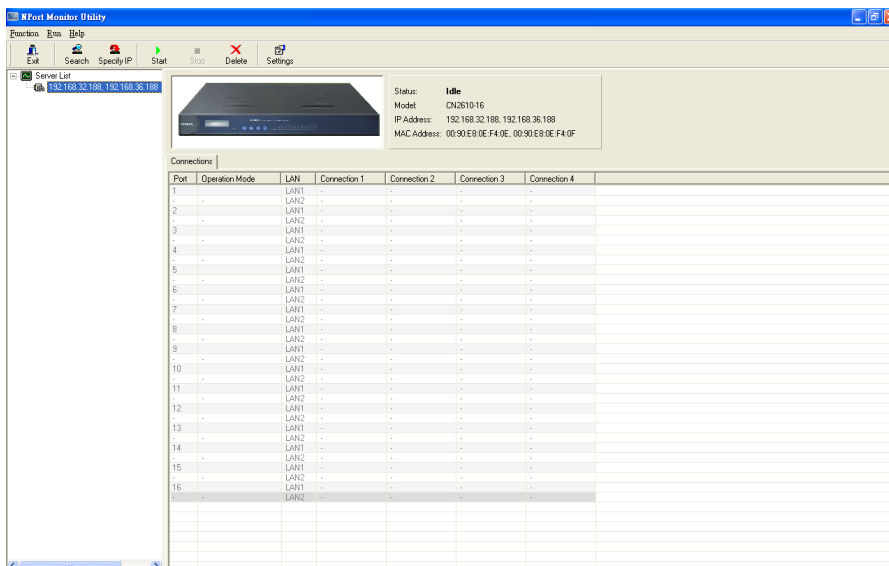 NPort Monitor Utility
Function Run Help
Exit Search Specify IP Start Stop Delete Settings
Server List
192.168.32.188, 192.168.36.188
Status: Idle
Model: CN2610-16
IP Address: 192.168.32.188, 192.168.36.188
MAC Address: 00:90:E8:0E:F4:0E, 00:90:E8:0E:F4:0F
Connections
Port Operation Mode LAN Connection 1 Connection 2 Connection 3 Connection 4
1 LAN1 - - - -
- - LAN2 - - - -
2 LAN1 - - - -
- - LAN2 - - - -
3 LAN1 - - - -
- - LAN2 - - - -
4 LAN1 - - - -
- - LAN2 - - - -
5 LAN1 - - - -
- - LAN2 - - - -
6 LAN1 - - - -
- - LAN2 - - - -
7 LAN1 - - - -
- - LAN2 - - - -
8 LAN1 - - - -
- - LAN2 - - - -
9 LAN1 - - - -
- - LAN2 - - - -
10 LAN1 - - - -
- - LAN2 - - - -
11 LAN1 - - - -
- - LAN2 - - - -
12 LAN1 - - - -
- - LAN2 - - - -
13 LAN1 - - - -
- - LAN2 - - - -
14 LAN1 - - - -
- - LAN2 - - - -
15 LAN1 - - - -
- - LAN2 - - - -
16 LAN1 - - - -
- - LAN2 - - - -